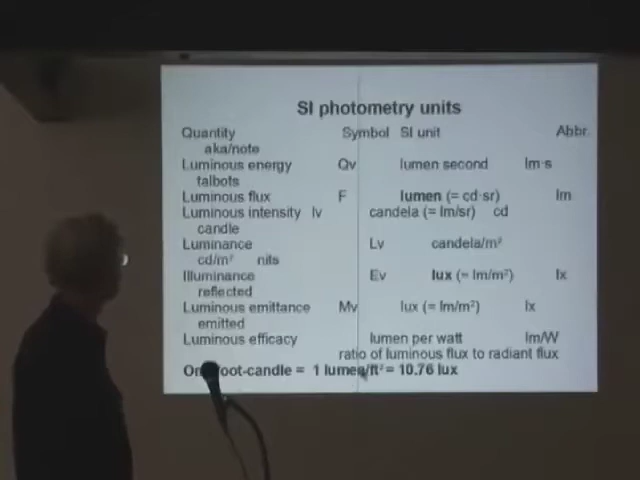 SI photometry units
Quantity Symbol SI unit Abbr.
aka/note
Luminous energy Qv lumen second lm·s
talbots
Luminous flux F lumen (= cd·sr) lm
Luminous intensity Iv candela (= lm/sr) cd
candle
Luminance Lv candela/m²
cd/m² nits
Illuminance Ev lux (= lm/m²) lx
reflected
Luminous emittance Mv lux (= lm/m²) lx
emitted
Luminous efficacy lumen per watt lm/W
ratio of luminous flux to radiant flux
= 1 lumen/ft² = 10.76 lux